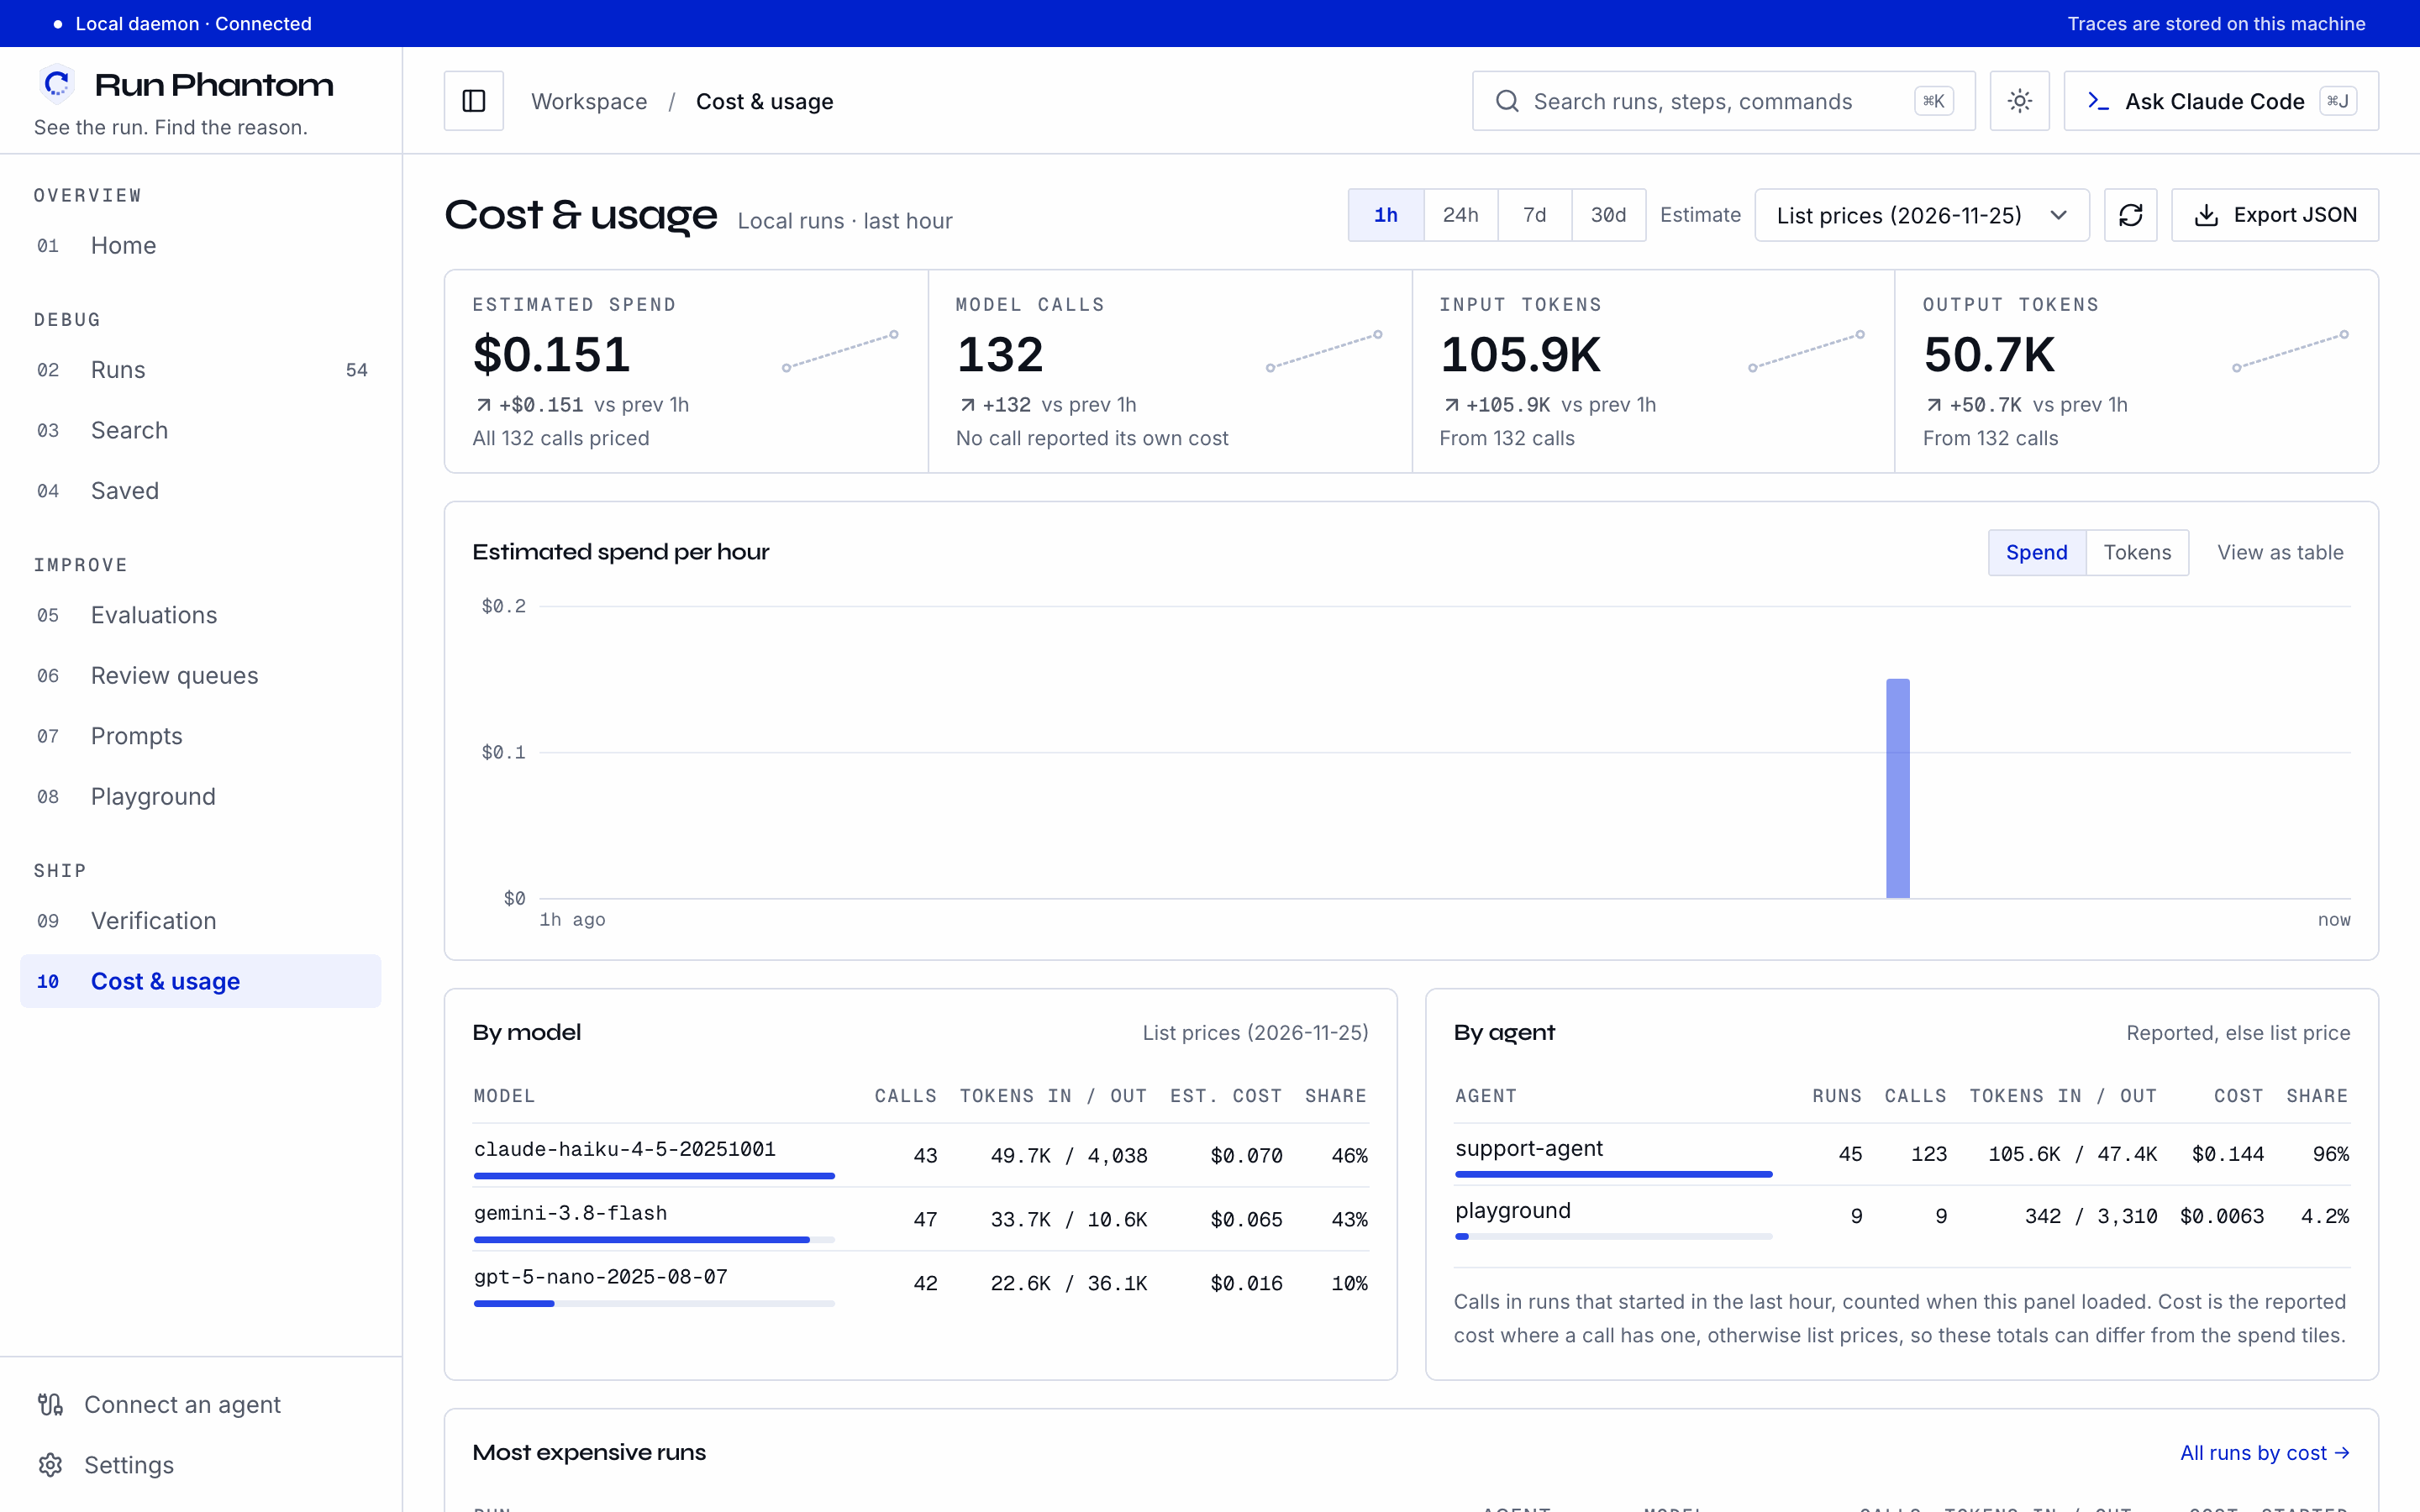 Local daemon · Connected
Traces are stored on this machine
Run Phantom
See the run. Find the reason.
Workspace / Cost & usage
Search runs, steps, commands ⌘K
Ask Claude Code ⌘J
OVERVIEW
01 Home
DEBUG
02 Runs 54
03 Search
04 Saved
IMPROVE
05 Evaluations
06 Review queues
07 Prompts
08 Playground
SHIP
09 Verification
10 Cost & usage
Connect an agent
Settings
Cost & usage Local runs · last hour
1h 24h 7d 30d Estimate List prices (2026-11-25) Export JSON
ESTIMATED SPEND
$0.151
+$0.151 vs prev 1h
All 132 calls priced
MODEL CALLS
132
+132 vs prev 1h
No call reported its own cost
INPUT TOKENS
105.9K
+105.9K vs prev 1h
From 132 calls
OUTPUT TOKENS
50.7K
+50.7K vs prev 1h
From 132 calls
Estimated spend per hour
Spend Tokens View as table
$0.2
$0.1
$0
1h ago now
By model List prices (2026-11-25)
MODEL CALLS TOKENS IN / OUT EST. COST SHARE
claude-haiku-4-5-20251001 43 49.7K / 4,038 $0.070 46%
gemini-3.8-flash 47 33.7K / 10.6K $0.065 43%
gpt-5-nano-2025-08-07 42 22.6K / 36.1K $0.016 10%
By agent Reported, else list price
AGENT RUNS CALLS TOKENS IN / OUT COST SHARE
support-agent 45 123 105.6K / 47.4K $0.144 96%
playground 9 9 342 / 3,310 $0.0063 4.2%
Calls in runs that started in the last hour, counted when this panel loaded. Cost is the reported
cost where a call has one, otherwise list prices, so these totals can differ from the spend tiles.
Most expensive runs All runs by cost →
RUN AGENT MODEL CALLS TOKENS IN / OUT COST STARTED